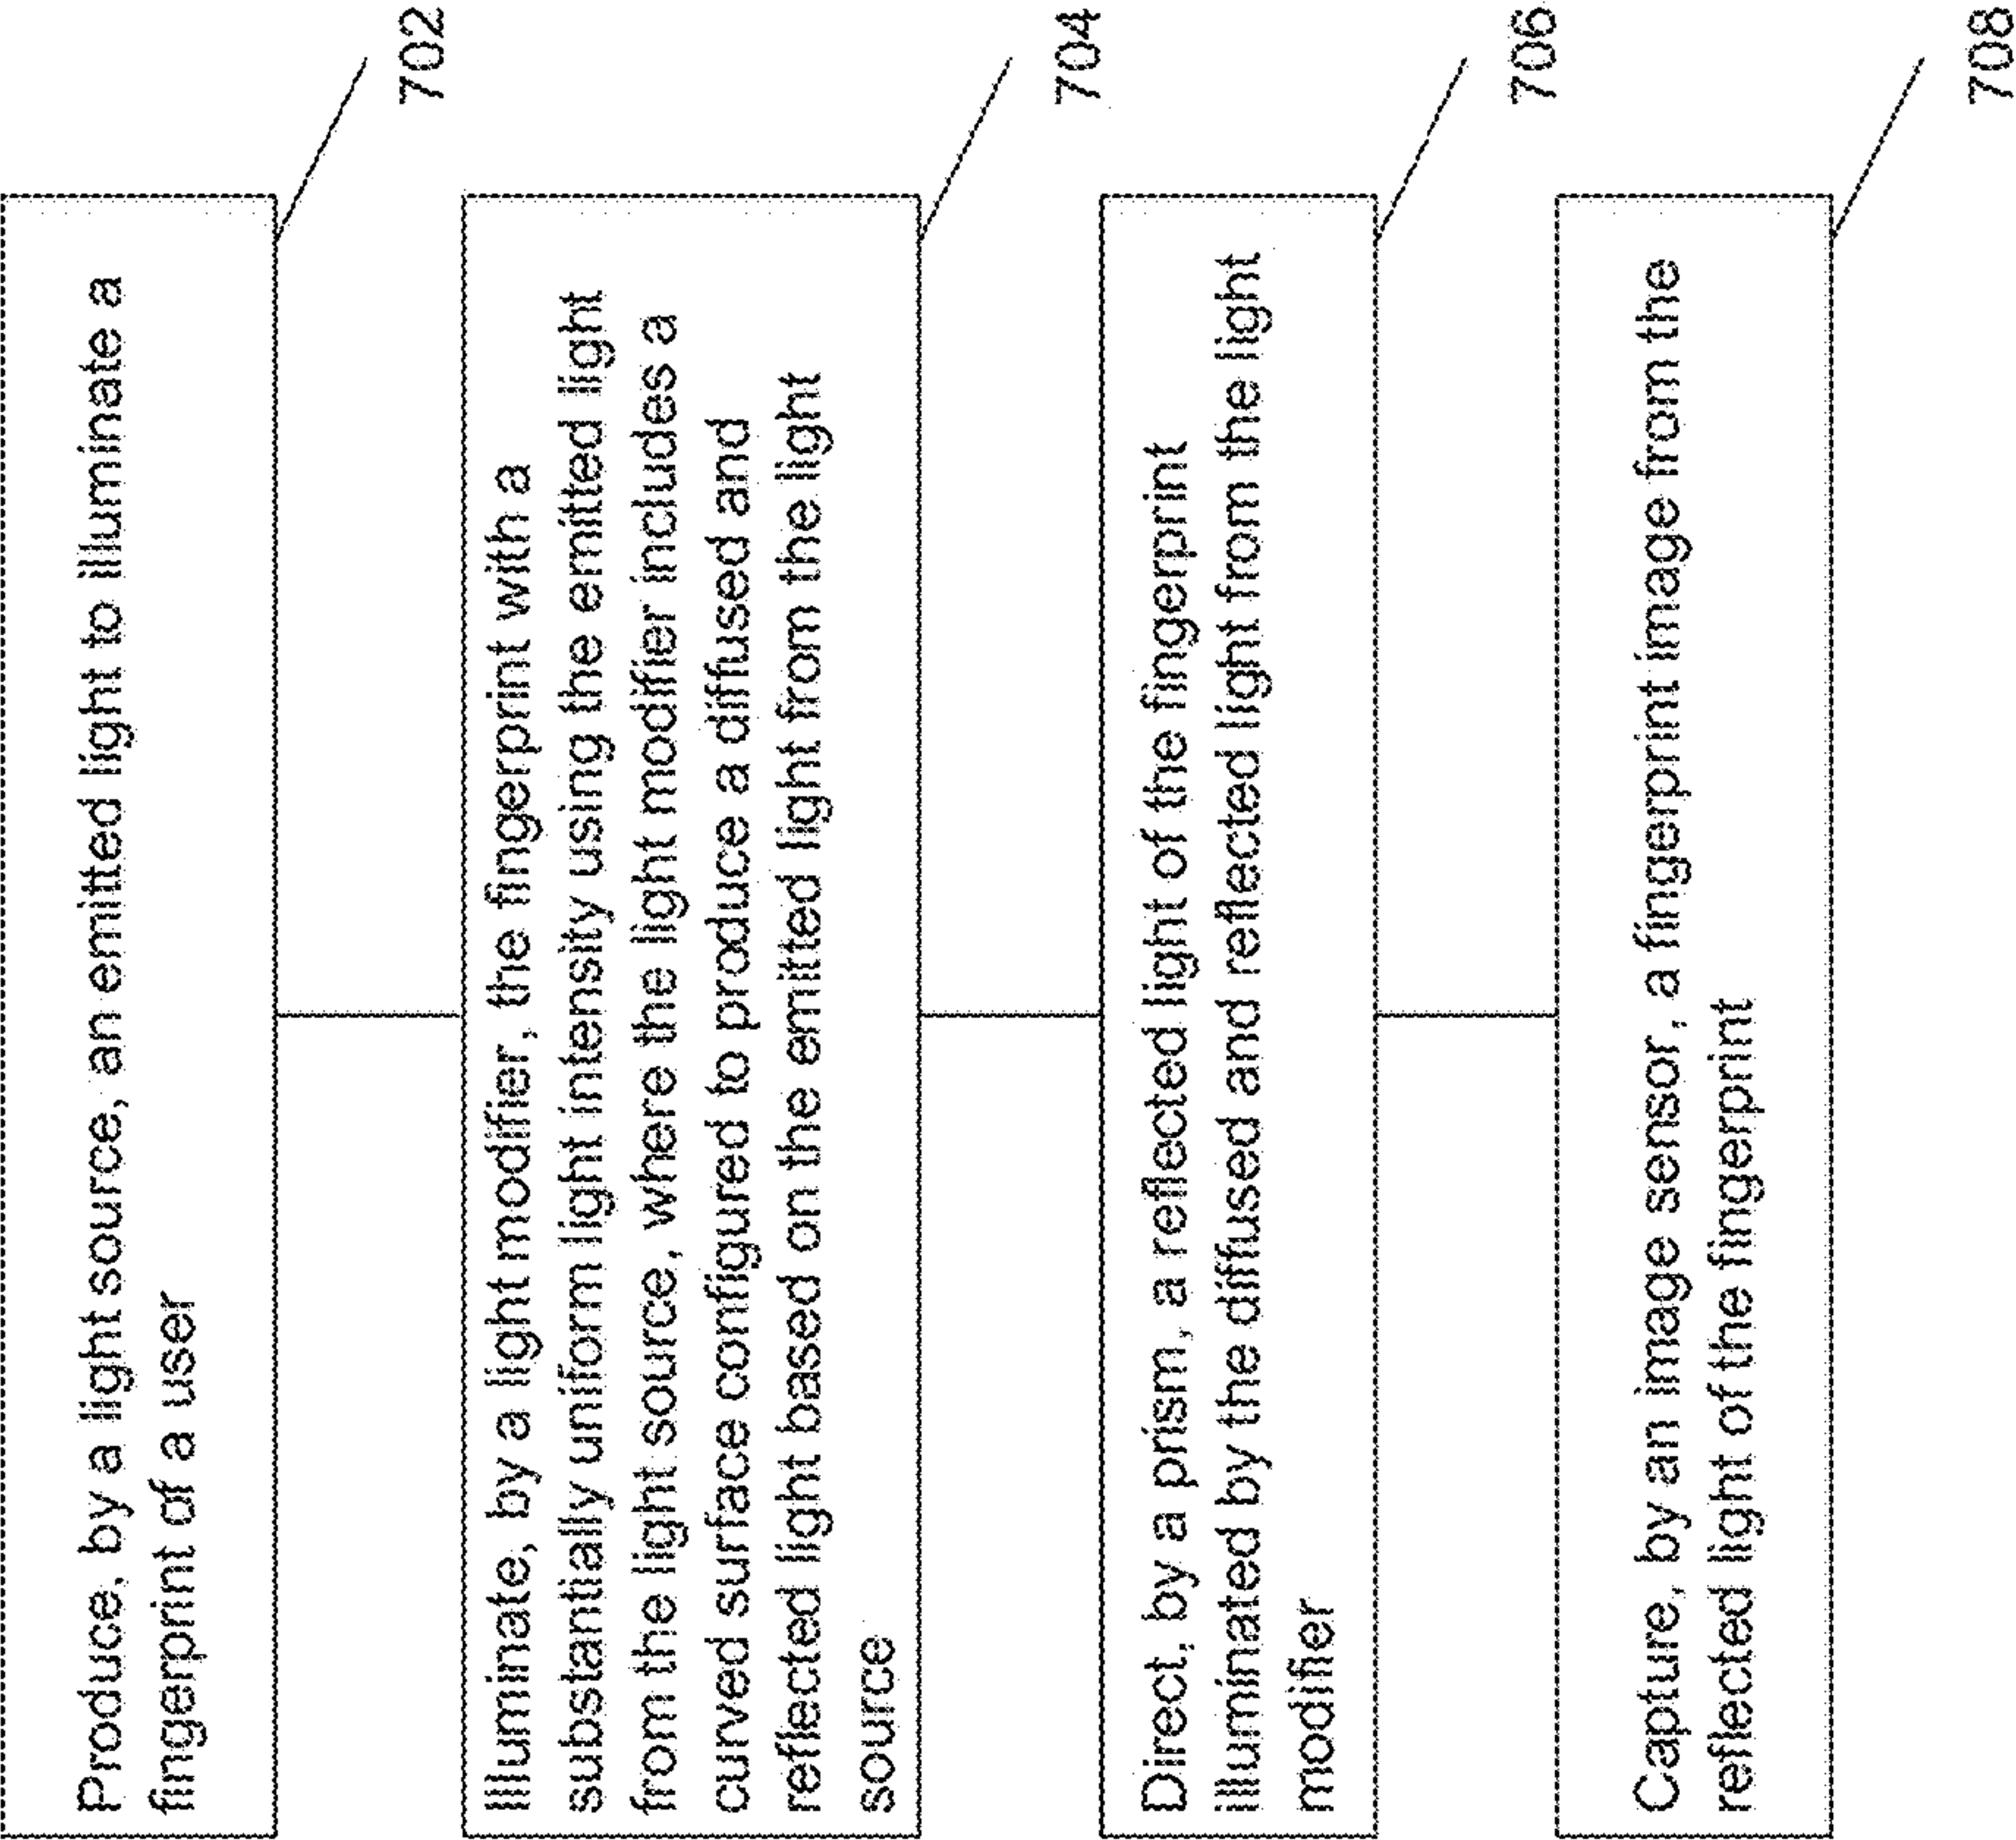 Produce, by a light source, an emitted light to illuminate a
fingerprint of a user
702
Illuminate, by a light modifier, the fingerprint with a
substantially uniform light intensity using the emitted light
from the light source, where the light modifier includes a
curved surface configured to produce a diffused and
reflected light based on the emitted light from the light
source
704
Direct, by a prism, a reflected light of the fingerprint
illuminated by the diffused and reflected light from the light
modifier
706
Capture, by an image sensor, a fingerprint image from the
reflected light of the fingerprint
708